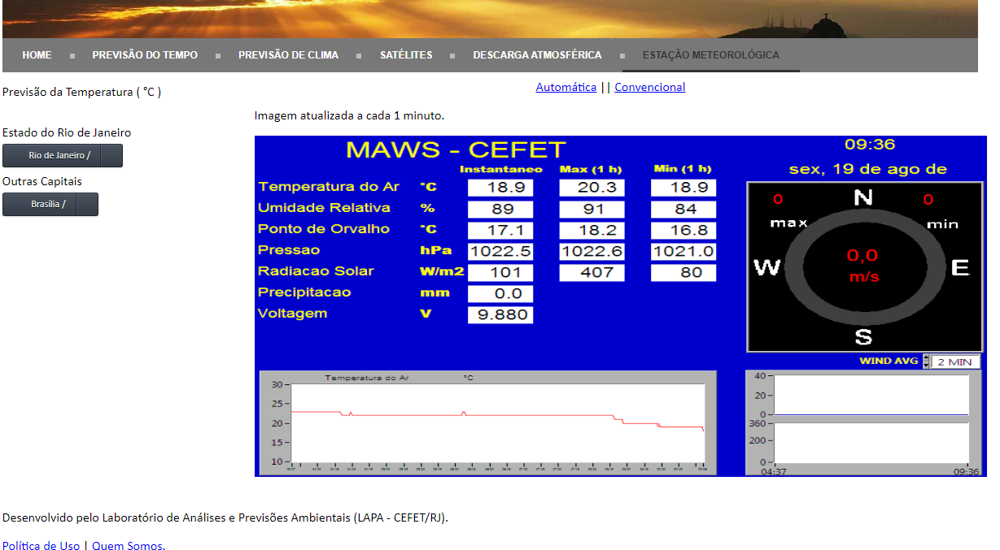 HOME PREVISÃO DO TEMPO PREVISÃO DE CLIMA SATÉLITES DESCARGA ATMOSFÉRICA ESTAÇÃO METEOROLÓGICA
Previsão da Temperatura ( °C )
Estado do Rio de Janeiro
Rio de Janeiro /
Outras Capitais
Brasília /
Automática || Convencional
Imagem atualizada a cada 1 minuto.
MAWS - CEFET
Instantaneo Max (1 h) Min (1 h)
Temperatura do Ar °C 18.9 20.3 18.9
Umidade Relativa % 89 91 84
Ponto de Orvalho °C 17.1 18.2 16.8
Pressao hPa 1022.5 1022.6 1021.0
Radiacao Solar W/m2 101 407 80
Precipitacao mm 0.0
Voltagem V 9.880
09:36
sex, 19 de ago de
0 N 0
max min
W 0,0 E
m/s
S
WIND AVG 2 MIN
Temperatura do Ar °C
30
25
20
15
10
40
20
0
360
200
0
04:37 09:36
Desenvolvido pelo Laboratório de Análises e Previsões Ambientais (LAPA - CEFET/RJ).
Política de Uso | Quem Somos.